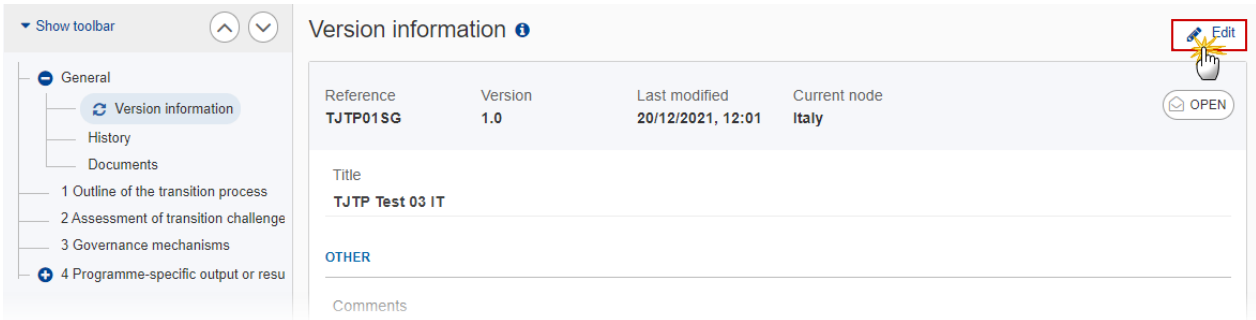 Show toolbar
General
Version information
History
Documents
1 Outline of the transition process
2 Assessment of transition challenge
3 Governance mechanisms
4 Programme-specific output or resu
Version information
Edit
Reference Version Last modified Current node
TJTP01SG 1.0 20/12/2021, 12:01 Italy
OPEN
Title
TJTP Test 03 IT
OTHER
Comments